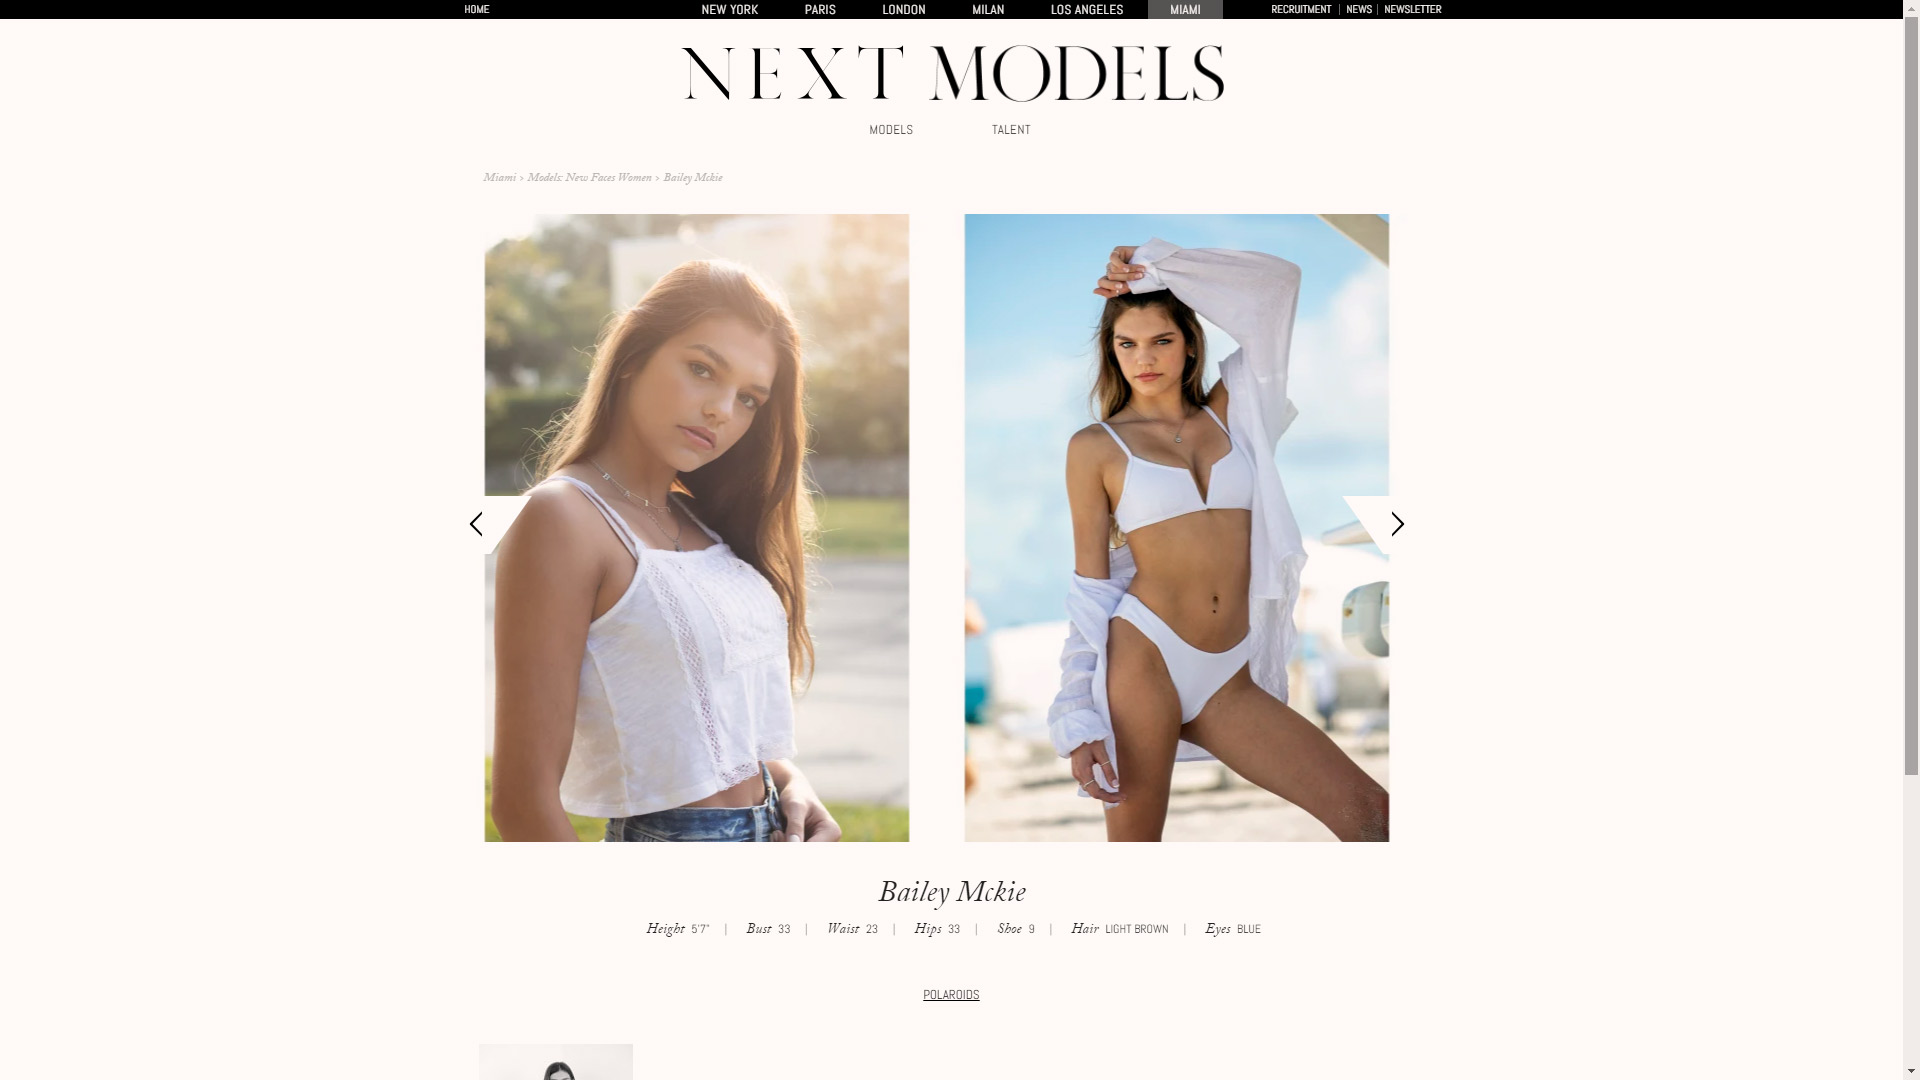 HOME NEW YORK PARIS LONDON MILAN LOS ANGELES MIAMI RECRUITMENT | NEWS | NEWSLETTER
NEXT MODELS
MODELS TALENT
Miami > Models: New Faces Women > Bailey Mckie
Bailey Mckie
Height 5'7" | Bust 33 | Waist 23 | Hips 33 | Shoe 9 | Hair LIGHT BROWN | Eyes BLUE
POLAROIDS